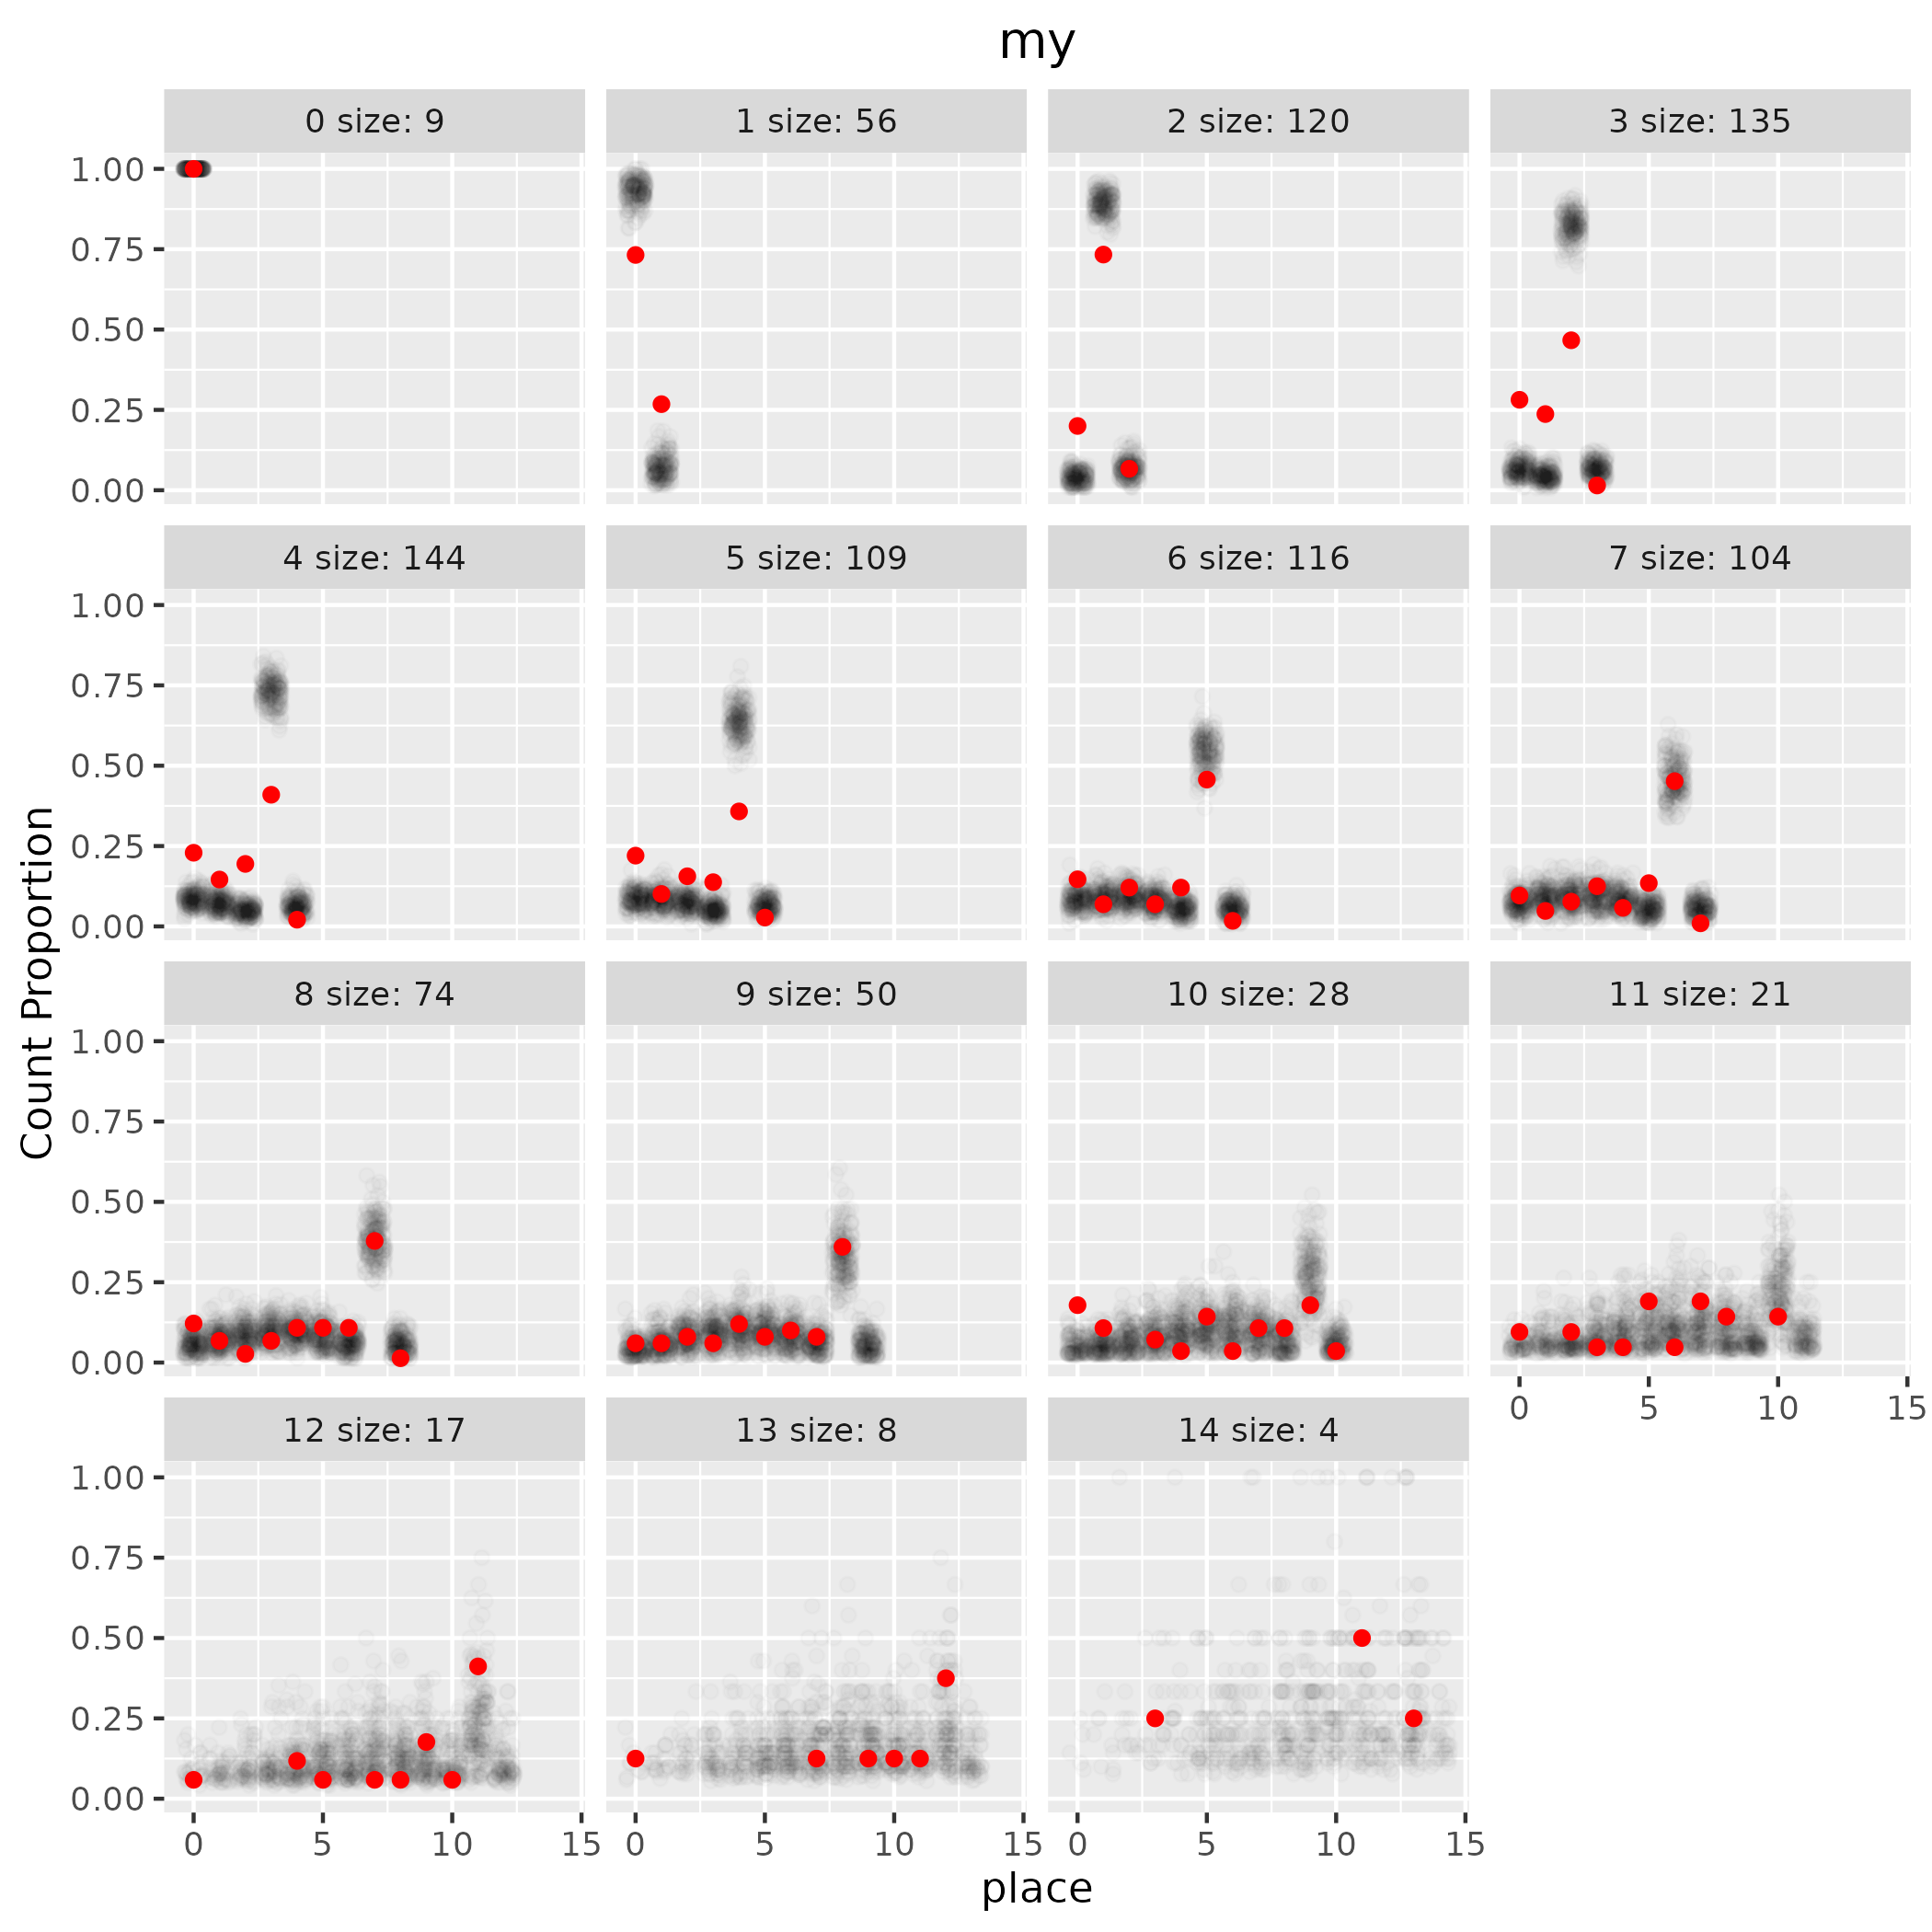 my
0 size: 9
1 size: 56
2 size: 120
3 size: 135
1.00
0.75
0.50
0.25
0.00
4 size: 144
5 size: 109
6 size: 116
7 size: 104
1.00
0.75
0.50
0.25
0.00
Count Proportion
8 size: 74
9 size: 50
10 size: 28
11 size: 21
1.00
0.75
0.50
0.25
0.00
0 5 10 15
12 size: 17
13 size: 8
14 size: 4
1.00
0.75
0.50
0.25
0.00
0 5 10 15
0 5 10 15
0 5 10 15
place